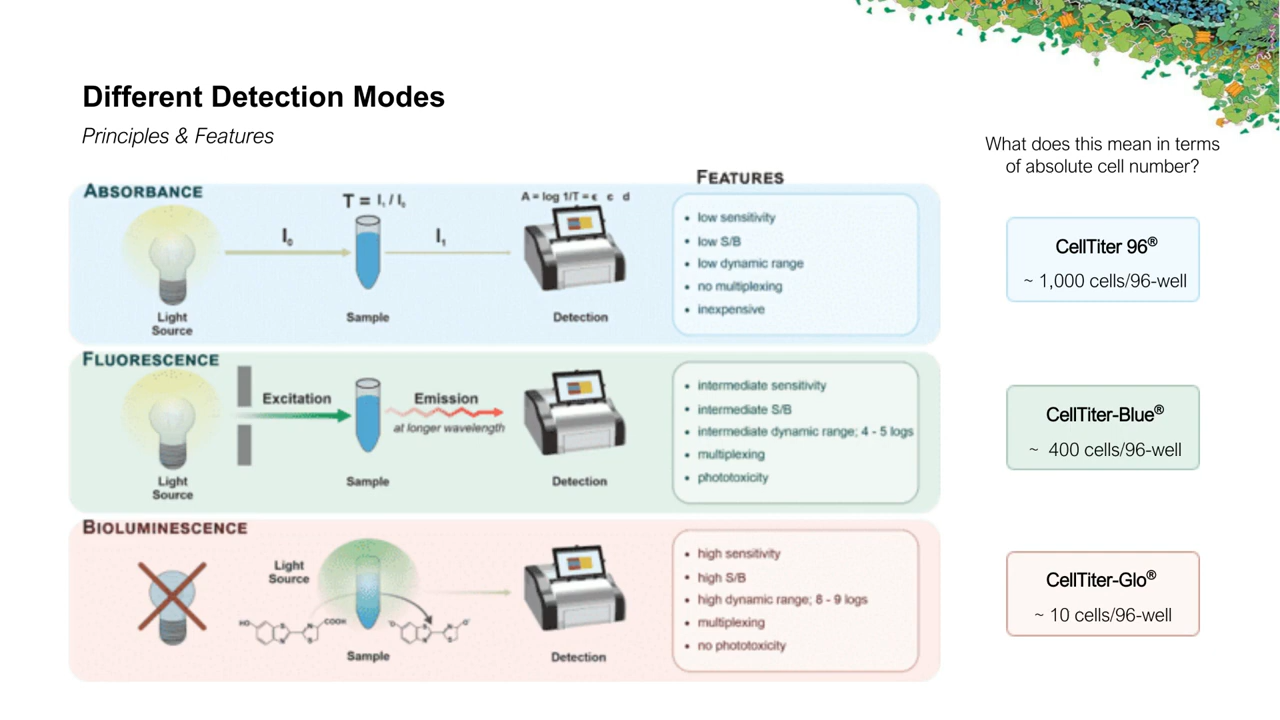 Different Detection Modes
Principles & Features
What does this mean in terms
of absolute cell number?
FEATURES
ABSORBANCE
T = I₁ / I₀
A = log 1/T = ϵ c d
I₀
I₁
Light
Source
Sample
Detection
• low sensitivity
• low S/B
• low dynamic range
• no multiplexing
• inexpensive
CellTiter 96®
~ 1,000 cells/96-well
FLUORESCENCE
Excitation
Emission
at longer wavelength
Light
Source
Sample
Detection
• intermediate sensitivity
• intermediate S/B
• intermediate dynamic range; 4 - 5 logs
• multiplexing
• phototoxicity
CellTiter-Blue®
~ 400 cells/96-well
BIOLUMINESCENCE
Light
Source
HO
COOH
S
N
Sample
Detection
• high sensitivity
• high S/B
• high dynamic range; 8 - 9 logs
• multiplexing
• no phototoxicity
CellTiter-Glo®
~ 10 cells/96-well